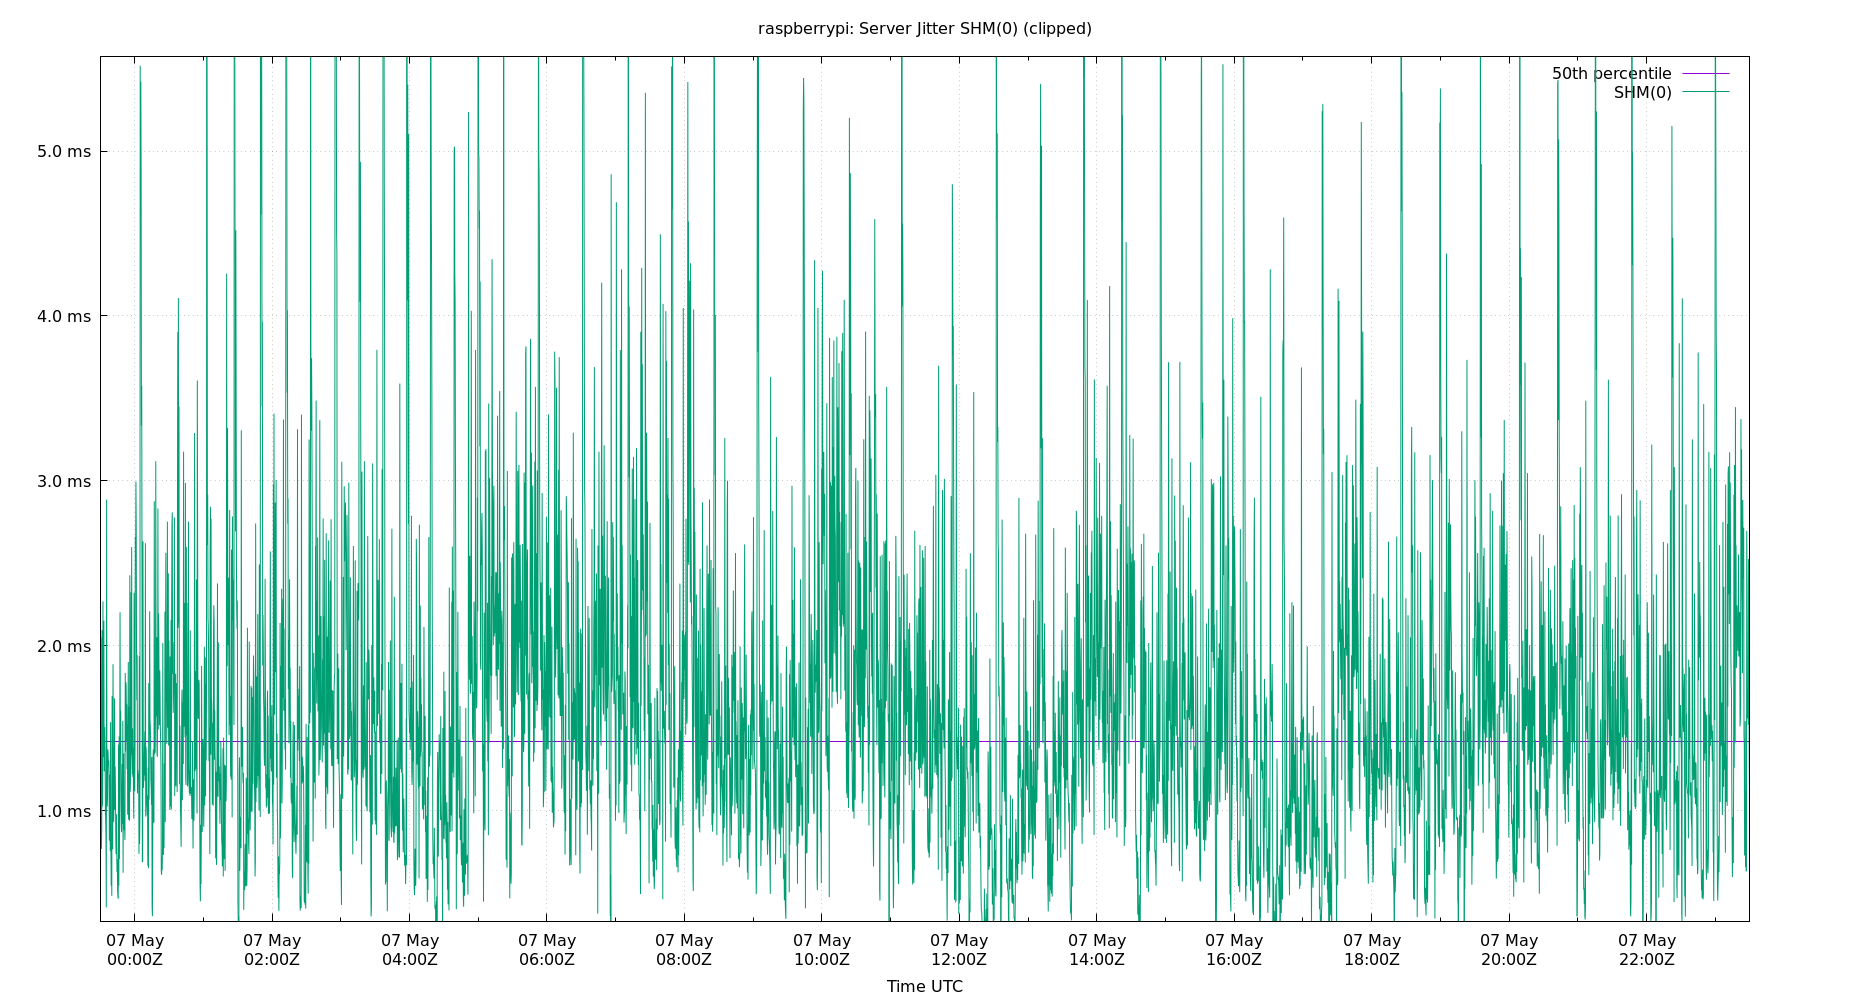 raspberrypi: Server Jitter SHM(0) (clipped)
50th percentile
SHM(0)
5.0 ms
4.0 ms
3.0 ms
2.0 ms
1.0 ms
07 May 07 May 07 May 07 May 07 May 07 May 07 May 07 May 07 May 07 May 07 May 07 May
00:00Z 02:00Z 04:00Z 06:00Z 08:00Z 10:00Z 12:00Z 14:00Z 16:00Z 18:00Z 20:00Z 22:00Z
Time UTC